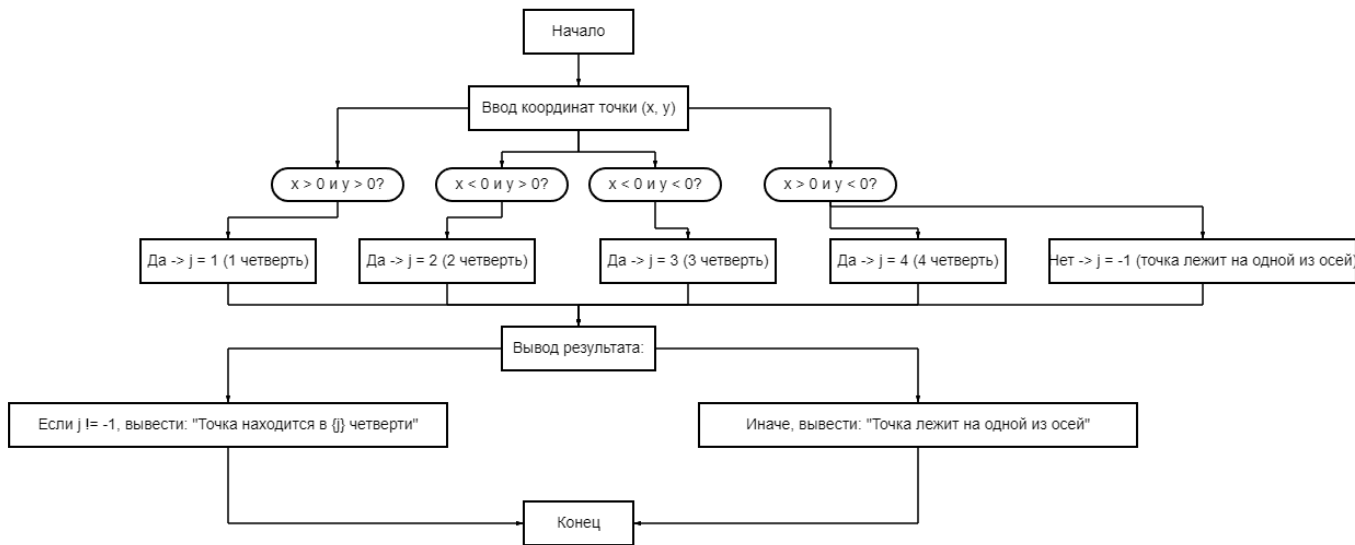 Начало
Ввод координат точки (x, y)
x > 0 и y > 0?
x < 0 и y > 0?
x < 0 и y < 0?
x > 0 и y < 0?
Да -> j = 1 (1 четверть)
Да -> j = 2 (2 четверть)
Да -> j = 3 (3 четверть)
Да -> j = 4 (4 четверть)
Нет -> j = -1 (точка лежит на одной из осей)
Вывод результата:
Если j != -1, вывести: "Точка находится в {j} четверти"
Иначе, вывести: "Точка лежит на одной из осей"
Конец